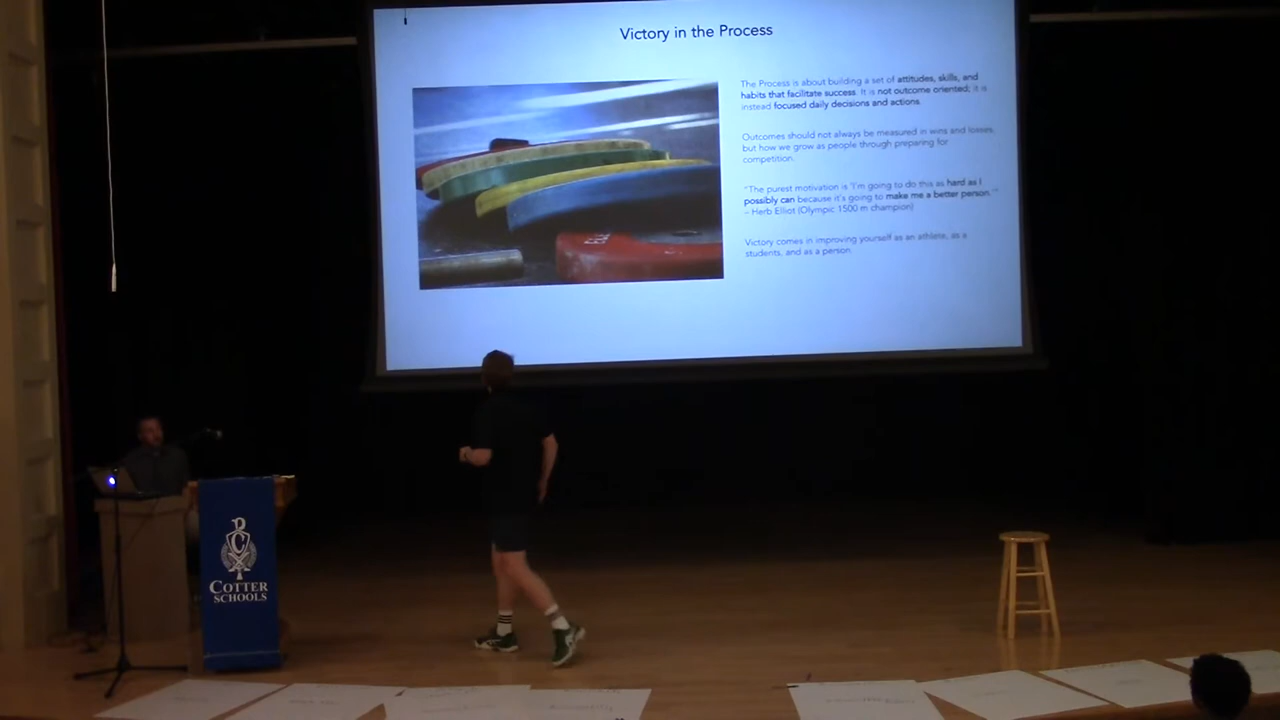 Victory in the Process
The Process is about building a set of attitudes, skills, and
habits that facilitate success. It is not outcome oriented; it is
instead focused daily decisions and actions.
Outcomes should not always be measured in wins and losses,
but how we grow as people through preparing for
competition.
"The purest motivation is 'I'm going to do this as hard as I
possibly can because it's going to make me a better person.'"
– Herb Elliot (Olympic 1500 m champion)
Victory comes in improving yourself as an athlete, as a
students, and as a person.
COTTER
SCHOOLS